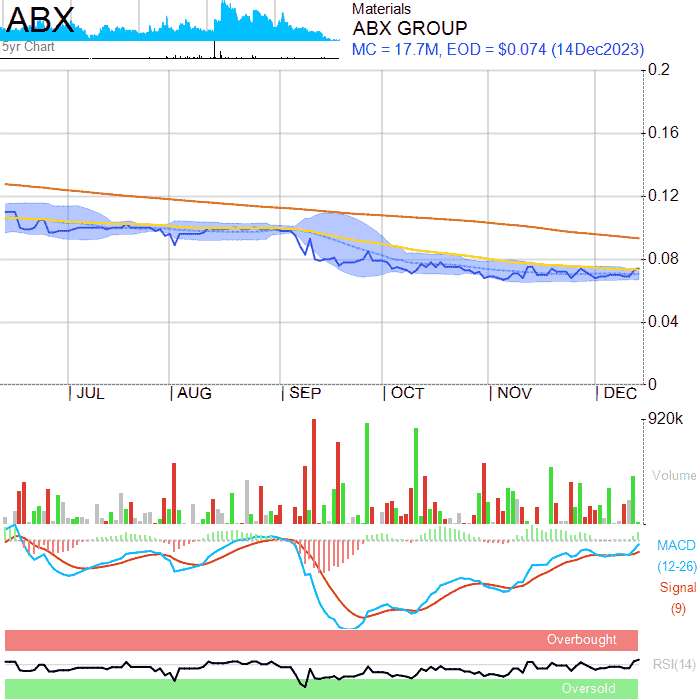 ABX
5yr Chart
Materials
ABX GROUP
MC = 17.7M, EOD = $0.074 (14Dec2023)
0.2
0.16
0.12
0.08
0.04
0
JUL AUG SEP OCT NOV DEC
920k
Volume
MACD
(12-26)
Signal
(9)
Overbought
RSI(14)
Oversold